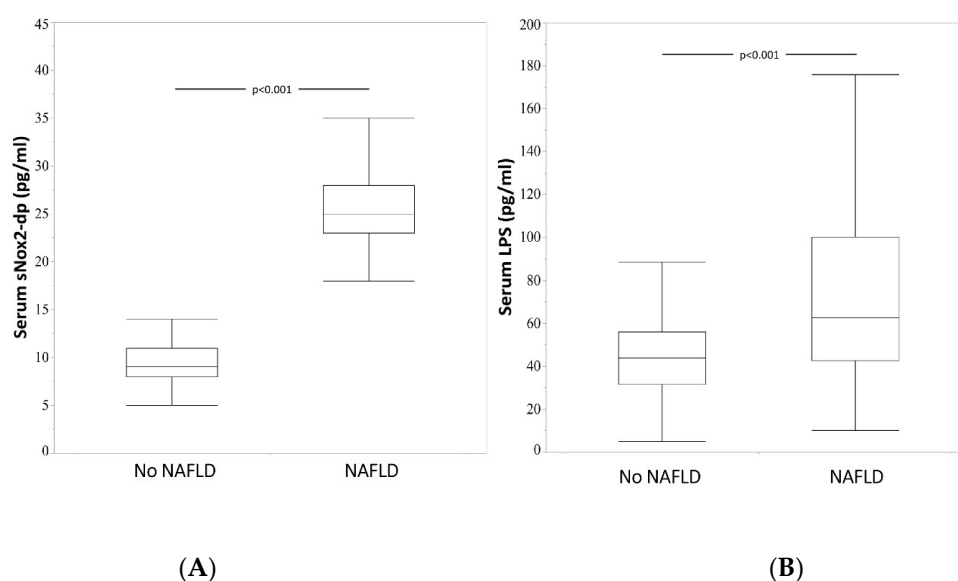 Serum sNox2-dp (pg/ml)
45
40
35
30
25
20
15
10
5
0
p<0.001
No NAFLD
NAFLD
(A)
Serum LPS (pg/ml)
200
180
160
140
120
100
80
60
40
20
0
p<0.001
No NAFLD
NAFLD
(B)